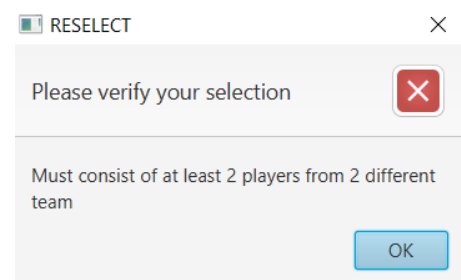 RESELECT
Please verify your selection
Must consist of at least 2 players from 2 different
team
OK